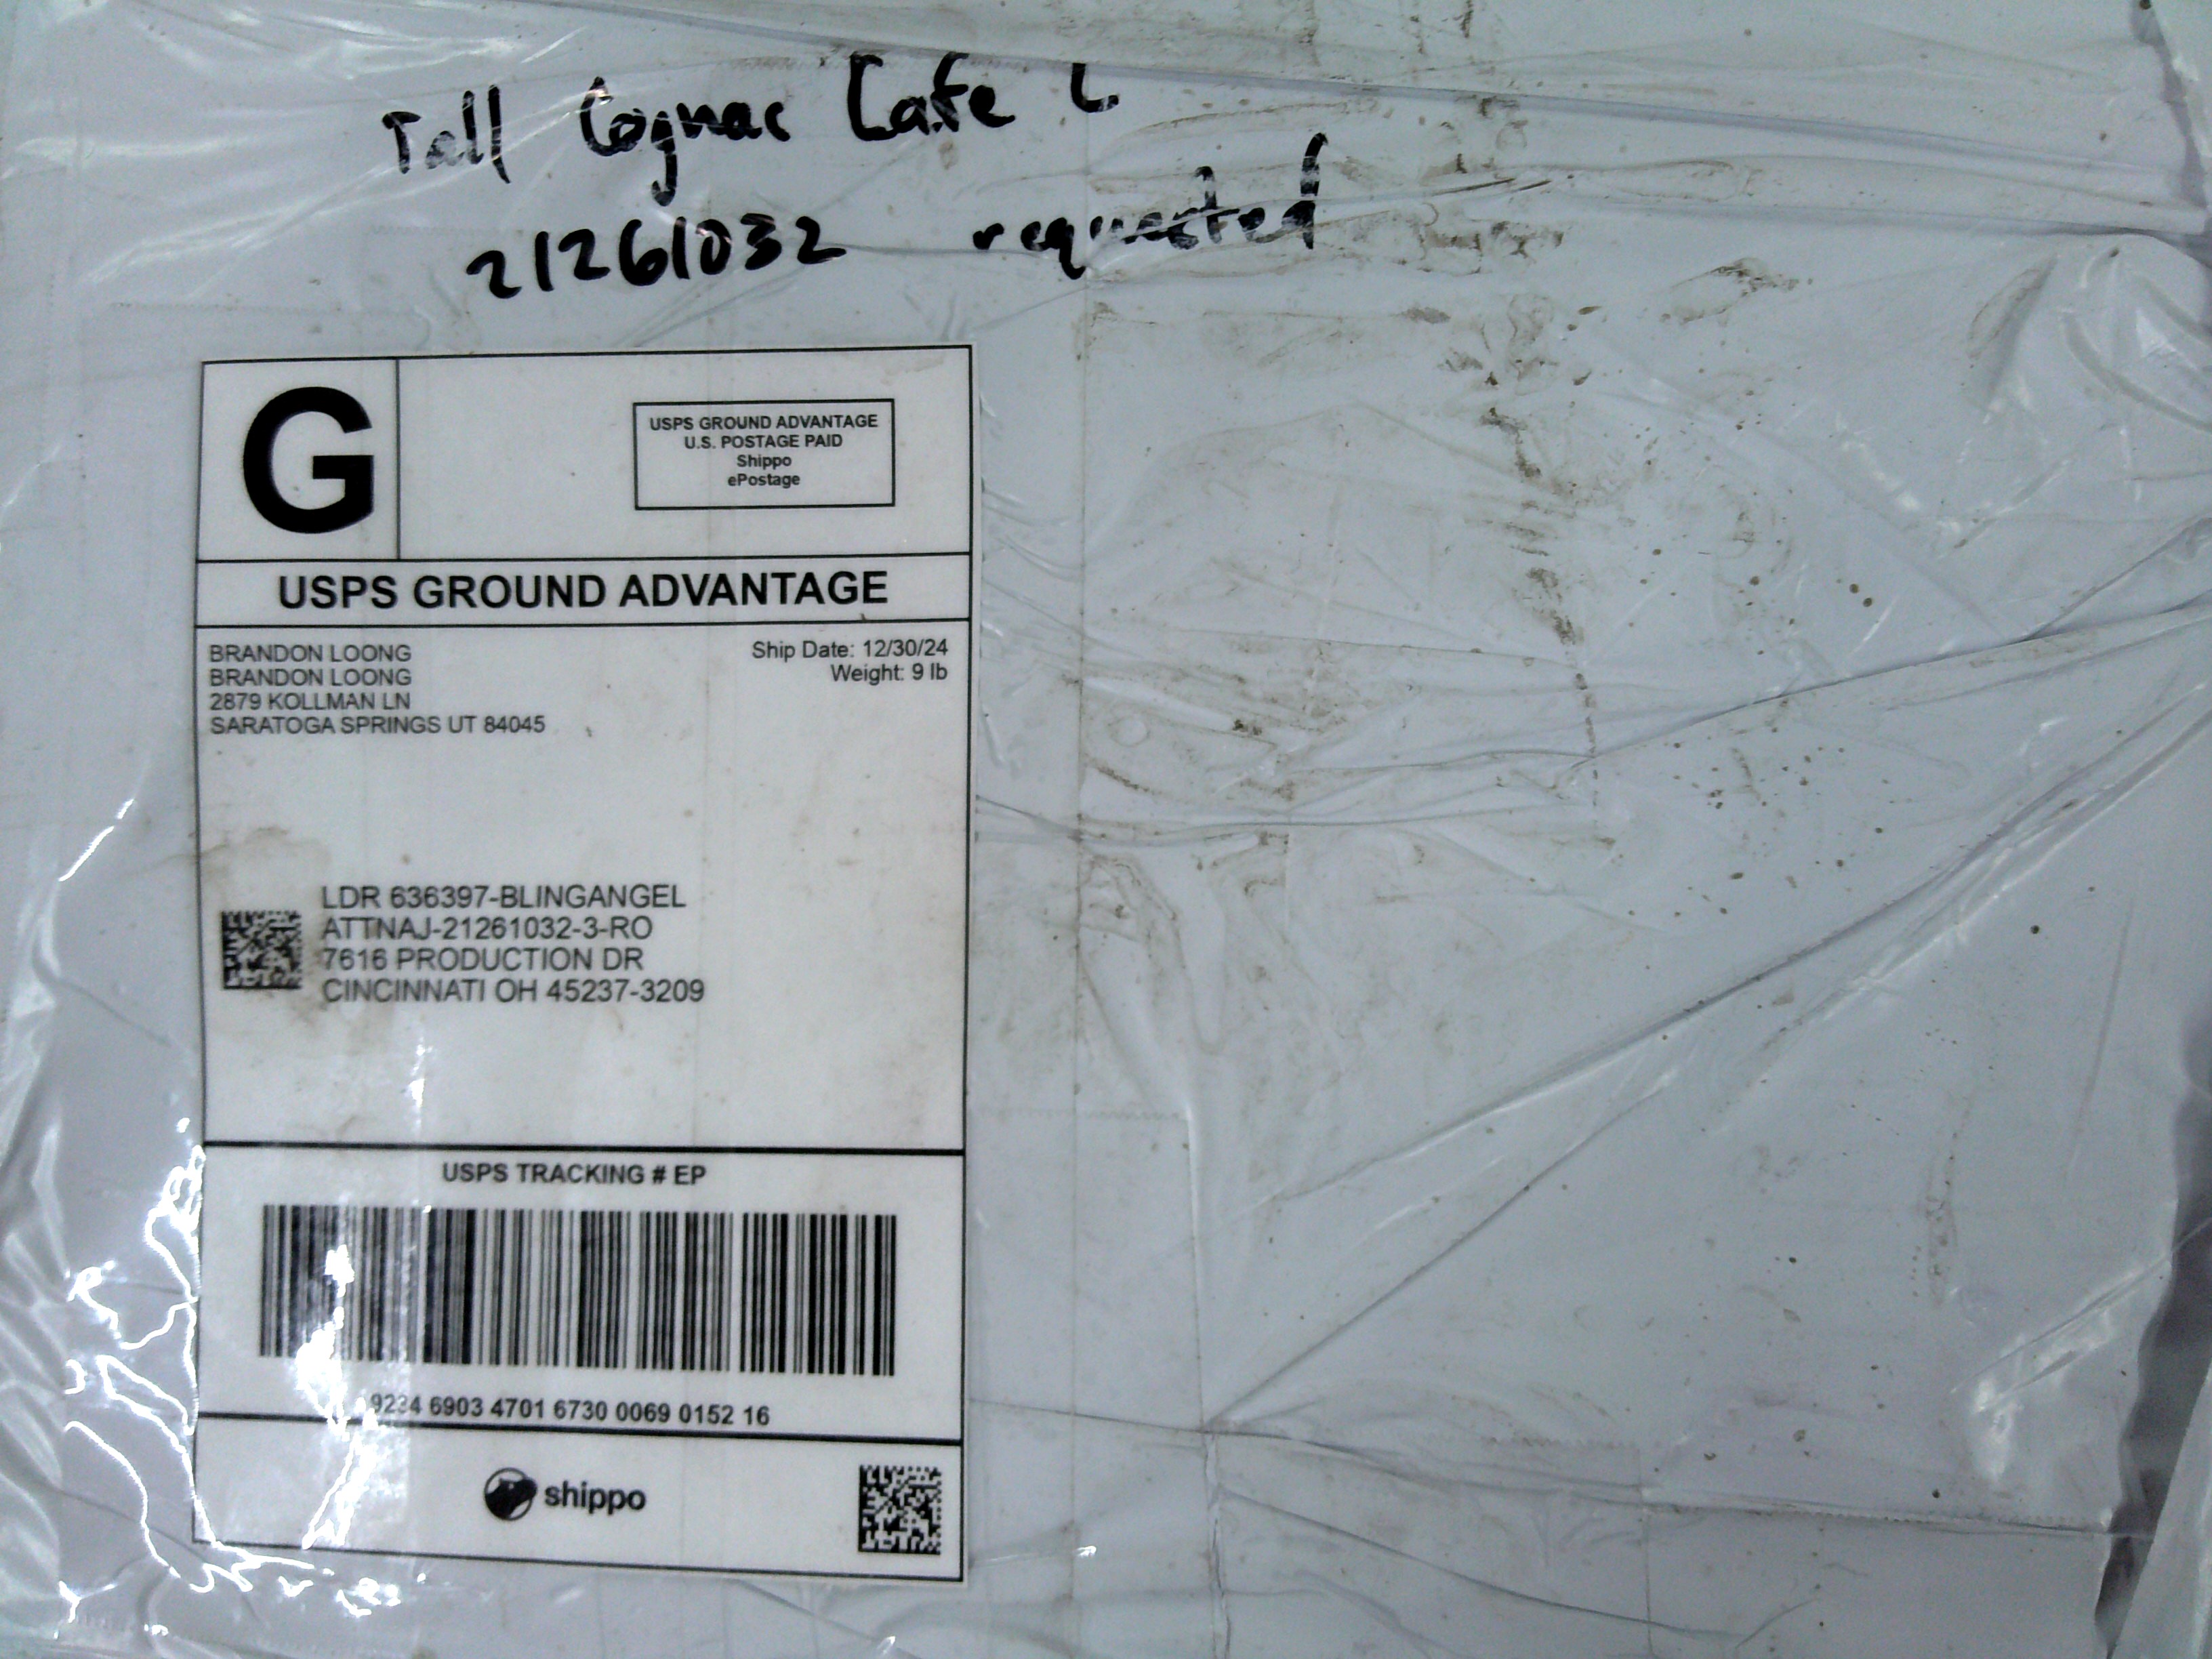 Tall Cognac Cafe L
21261032 requested
G
USPS GROUND ADVANTAGE
U.S. POSTAGE PAID
Shippo
ePostage
USPS GROUND ADVANTAGE
BRANDON LOONG
BRANDON LOONG
2879 KOLLMAN LN
SARATOGA SPRINGS UT 84045
Ship Date: 12/30/24
Weight: 9 lb
LDR 636397-BLINGANGEL
ATTNAJ-21261032-3-RO
7616 PRODUCTION DR
CINCINNATI OH 45237-3209
USPS TRACKING # EP
9234 6903 4701 6730 0069 0152 16
shippo